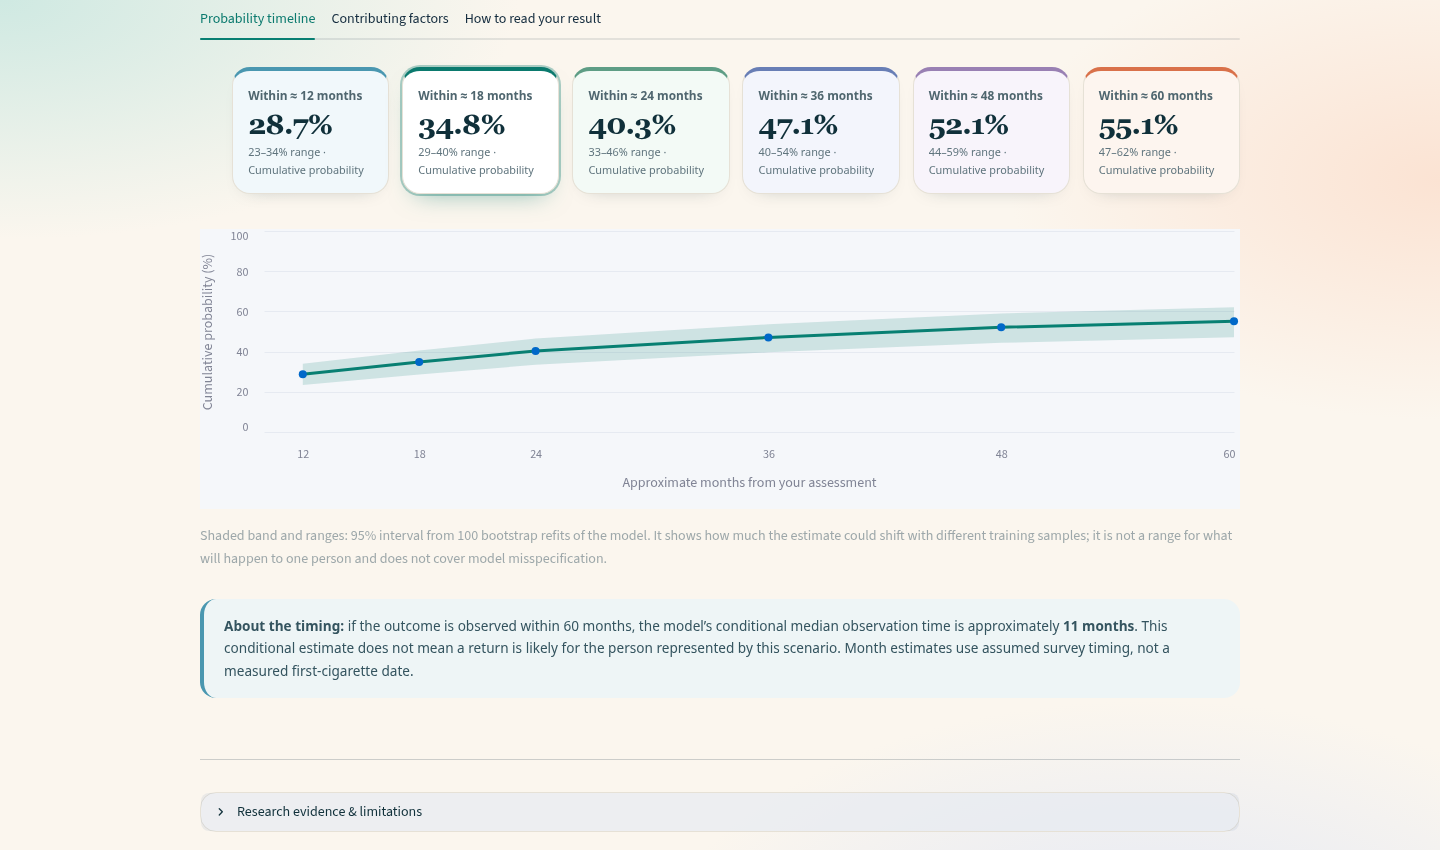 Probability timeline Contributing factors How to read your result
Within ≈ 12 months
28.7%
23–34% range ·
Cumulative probability
Within ≈ 18 months
34.8%
29–40% range ·
Cumulative probability
Within ≈ 24 months
40.3%
33–46% range ·
Cumulative probability
Within ≈ 36 months
47.1%
40–54% range ·
Cumulative probability
Within ≈ 48 months
52.1%
44–59% range ·
Cumulative probability
Within ≈ 60 months
55.1%
47–62% range ·
Cumulative probability
Cumulative probability (%)
100
80
60
40
20
0
12 18 24 36 48 60
Approximate months from your assessment
Shaded band and ranges: 95% interval from 100 bootstrap refits of the model. It shows how much the estimate could shift with different training samples; it is not a range for what
will happen to one person and does not cover model misspecification.
About the timing: if the outcome is observed within 60 months, the model’s conditional median observation time is approximately 11 months. This
conditional estimate does not mean a return is likely for the person represented by this scenario. Month estimates use assumed survey timing, not a
measured first-cigarette date.
Research evidence & limitations